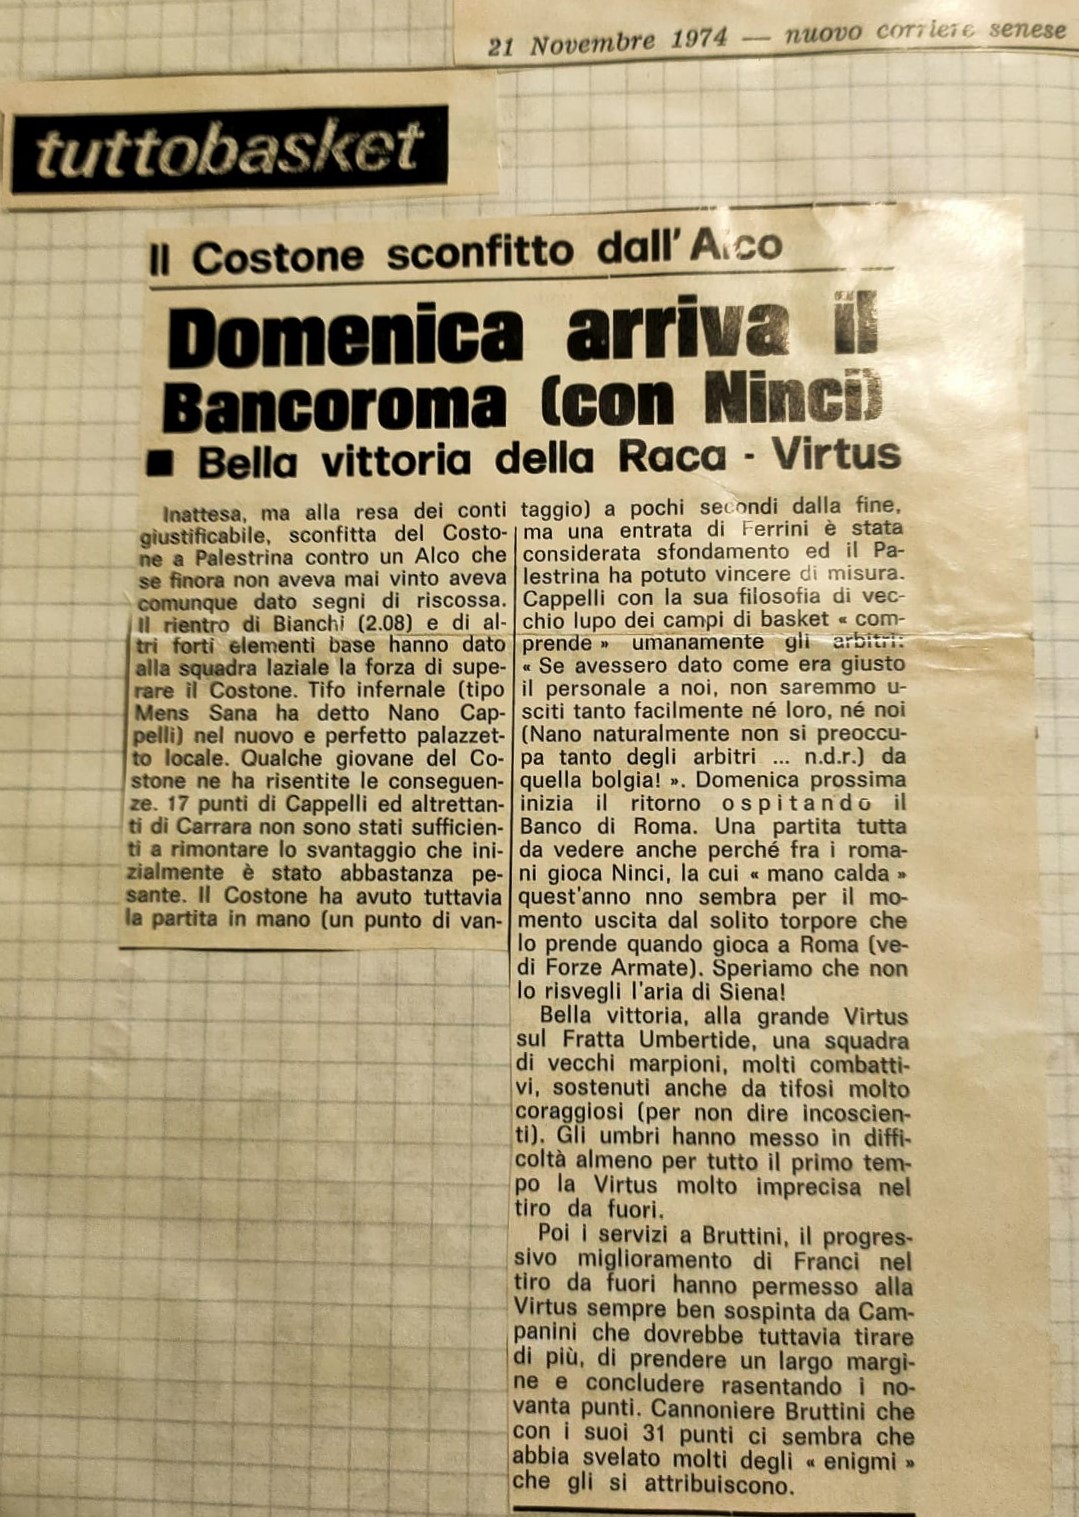 21 Novembre 1974 — nuovo corriere senese
tuttobasket
Il Costone sconfitto dall'Alco
Domenica arriva il
Bancoroma (con Ninci)
■ Bella vittoria della Raca - Virtus
Inattesa, ma alla resa dei conti
giustificabile, sconfitta del Costo-
ne a Palestrina contro un Alco che
se finora non aveva mai vinto aveva
comunque dato segni di riscossa.
Il rientro di Bianchi (2.08) e di al-
tri forti elementi base hanno dato
alla squadra laziale la forza di supe-
rare il Costone. Tifo infernale (tipo
Mens Sana ha detto Nano Cap-
pelli) nel nuovo e perfetto palazzet-
to locale. Qualche giovane del Co-
stone ne ha risentite le conseguen-
ze. 17 punti di Cappelli ed altrettan-
ti di Carrara non sono stati sufficien-
ti a rimontare lo svantaggio che ini-
zialmente è stato abbastanza pe-
sante. Il Costone ha avuto tuttavia
la partita in mano (un punto di van-
taggio) a pochi secondi dalla fine,
ma una entrata di Ferrini è stata
considerata sfondamento ed il Pa-
lestrina ha potuto vincere di misura.
Cappelli con la sua filosofia di vec-
chio lupo dei campi di basket « com-
prende » umanamente gli arbitri:
« Se avessero dato come era giusto
il personale a noi, non saremmo u-
sciti tanto facilmente né loro, né noi
(Nano naturalmente non si preoccu-
pa tanto degli arbitri ... n.d.r.) da
quella bolgia! ». Domenica prossima
inizia il ritorno ospitando il
Banco di Roma. Una partita tutta
da vedere anche perché fra i roma-
ni gioca Ninci, la cui « mano calda »
quest'anno nno sembra per il mo-
mento uscita dal solito torpore che
lo prende quando gioca a Roma (ve-
di Forze Armate). Speriamo che non
lo risvegli l'aria di Siena!
Bella vittoria, alla grande Virtus
sul Fratta Umbertide, una squadra
di vecchi marpioni, molti combatti-
vi, sostenuti anche da tifosi molto
coraggiosi (per non dire incoscien-
ti). Gli umbri hanno messo in diffi-
coltà almeno per tutto il primo tem-
po la Virtus molto imprecisa nel
tiro da fuori.
Poi i servizi a Bruttini, il progres-
sivo miglioramento di Franci nel
tiro da fuori hanno permesso alla
Virtus sempre ben sospinta da Cam-
panini che dovrebbe tuttavia tirare
di più, di prendere un largo margi-
ne e concludere rasentando i no-
vanta punti. Cannoniere Bruttini che
con i suoi 31 punti ci sembra che
abbia svelato molti degli « enigmi »
che gli si attribuiscono.